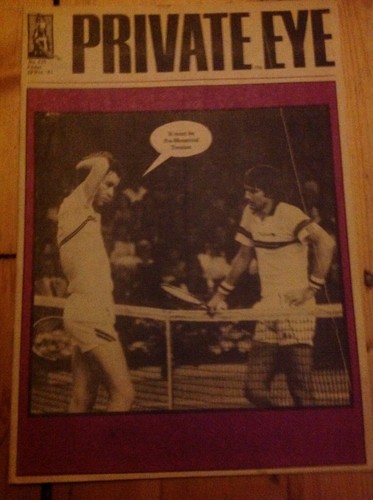 PRIVATE EYE
It must be
Pre-Menstrual
Tension